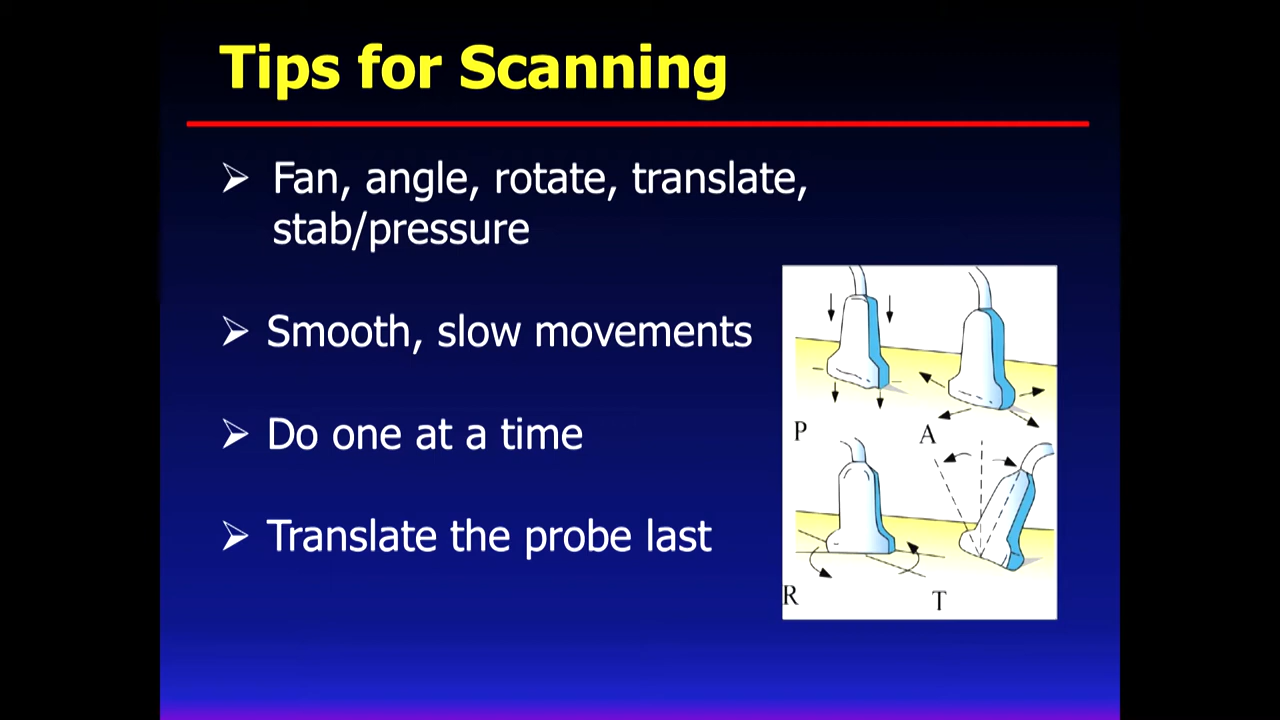 Tips for Scanning
Fan, angle, rotate, translate,
stab/pressure
Smooth, slow movements
Do one at a time
Translate the probe last
P
A
R
T